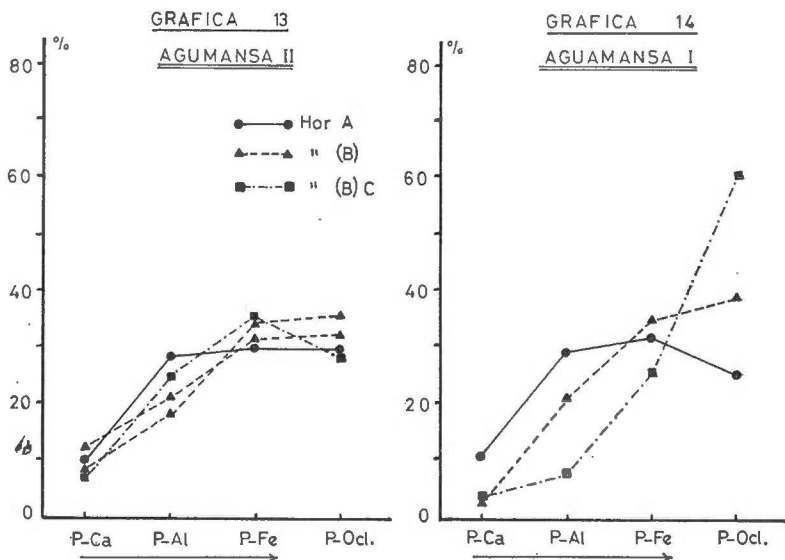 GRAFICA 13
AGUMANSA II
%
80
60
40
20
0
Hor A
" (B)
" (B) C
P-Ca P-Al P-Fe P-Ocl.
GRAFICA 14
AGUAMANSA I
%
80
60
40
20
0
P-Ca P-Al P-Fe P-Ocl.